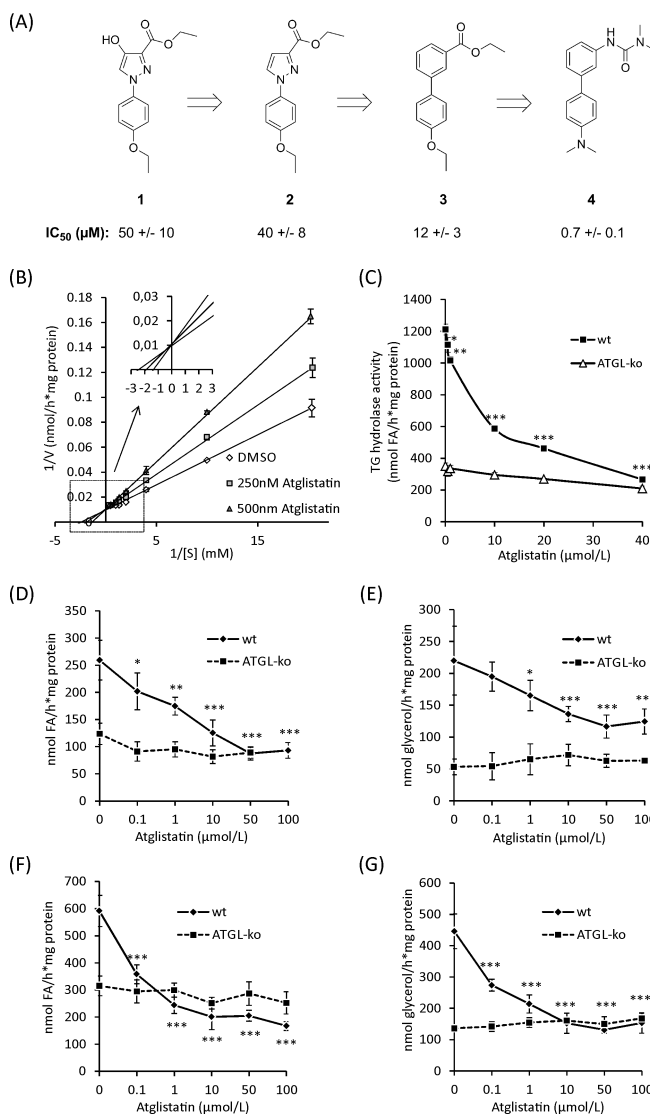 (A)
HO
O
O
N
N
O
1
O
O
N
N
O
2
O
O
O
3
H
N
N
O
N
4
IC50 (µM): 50 +/- 10
40 +/- 8
12 +/- 3
0.7 +/- 0.1
(B)
1/V (nmol/h*mg protein)
0.18
0.16
0.14
0.12
0.10
0.08
0.06
0.04
0.02
-5
5
15
1/[S] (mM)
0,03
0,02
0,01
-3 -2 -1 0 1 2 3
DMSO
250nM Atglistatin
500nm Atglistatin
(C)
TG hydrolase activity
(nmol FA/h*mg protein)
1400
1200
1000
800
600
400
200
0
0 10 20 30 40
Atglistatin (µmol/L)
wt
ATGL-ko
*
**
***
***
***
(D)
nmol FA/h*mg protein
350
300
250
200
150
100
50
0
0 0.1 1 10 50 100
Atglistatin (µmol/L)
wt
ATGL-ko
*
**
***
***
***
(E)
nmol glycerol/h*mg protein
300
250
200
150
100
50
0
0 0.1 1 10 50 100
Atglistatin (µmol/L)
wt
ATGL-ko
*
***
***
**
(F)
nmol FA/h*mg protein
700
600
500
400
300
200
100
0
0 0.1 1 10 50 100
Atglistatin (µmol/L)
wt
ATGL-ko
***
***
***
***
***
(G)
nmol glycerol/h*mg protein
600
500
400
300
200
100
0
0 0.1 1 10 50 100
Atglistatin (µmol/L)
wt
ATGL-ko
***
***
***
***
***